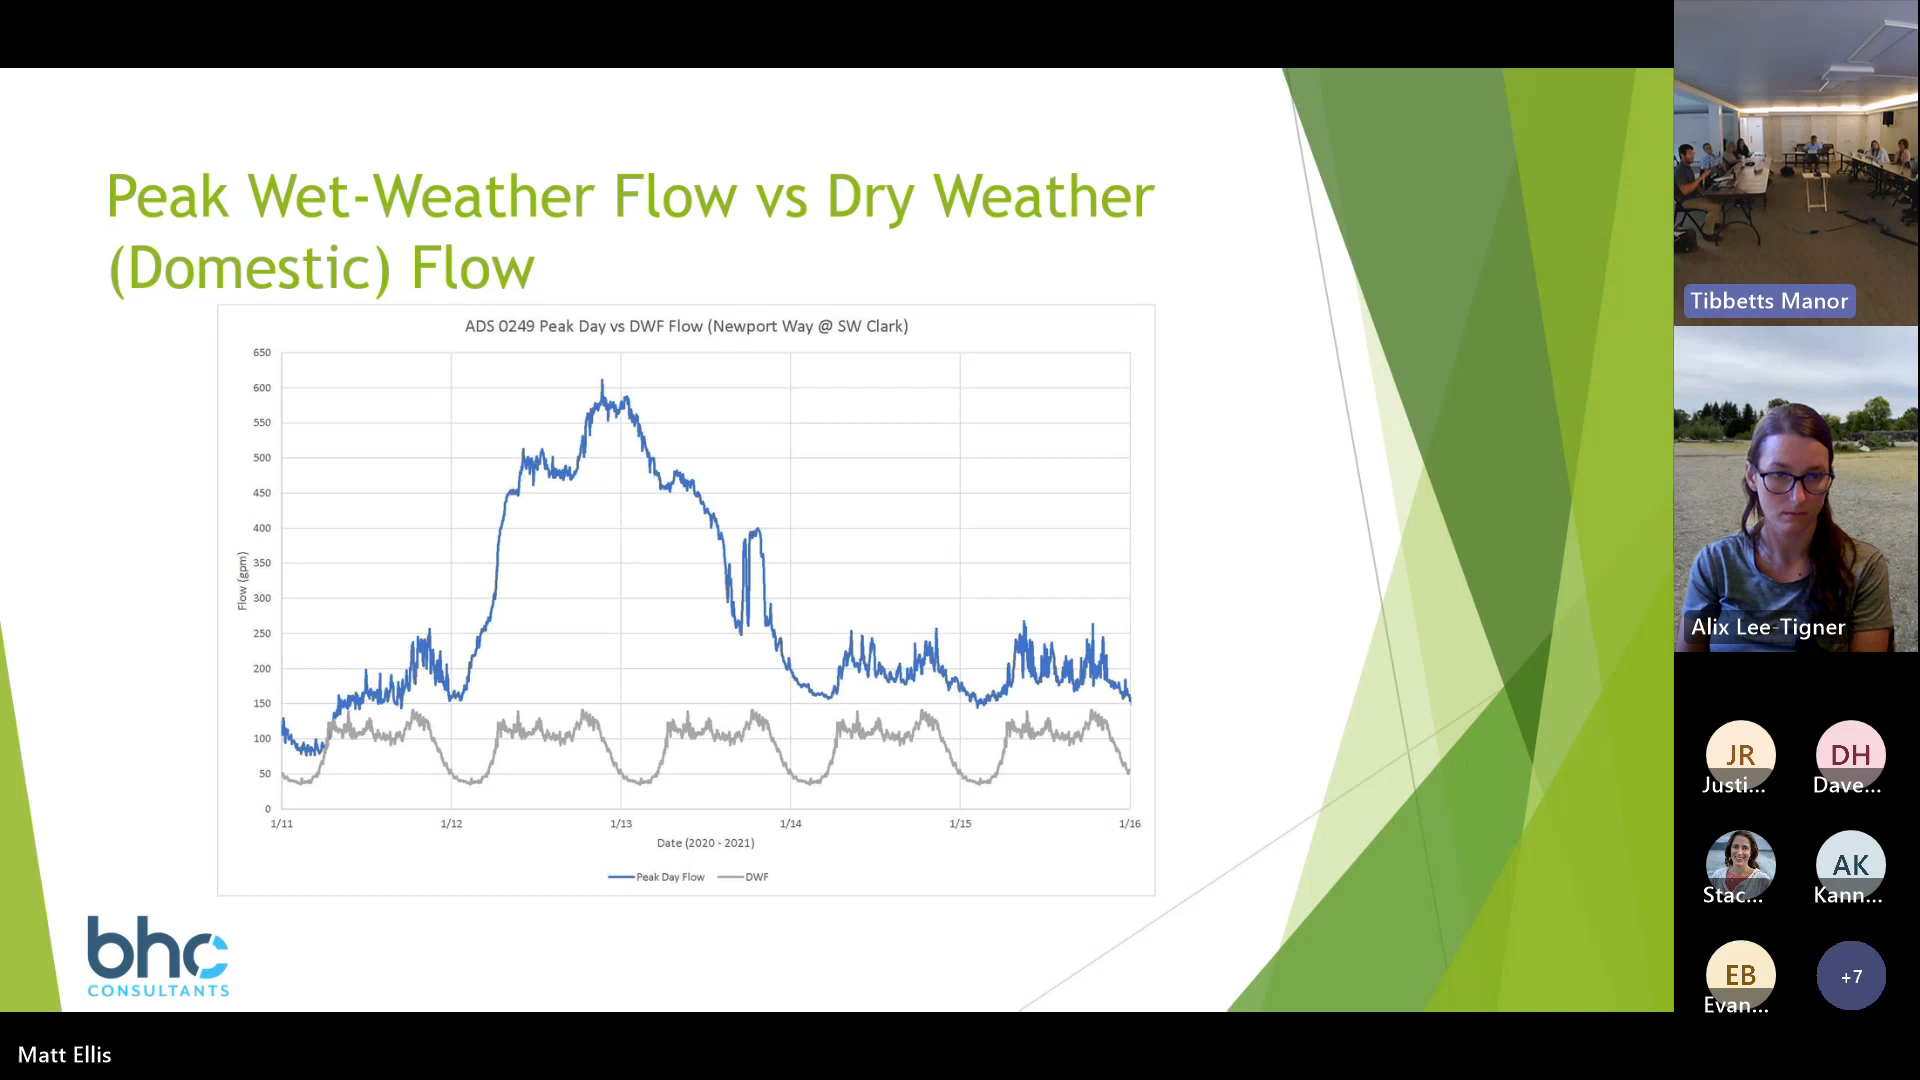 Peak Wet-Weather Flow vs Dry Weather
(Domestic) Flow
ADS 0249 Peak Day vs DWF Flow (Newport Way @ SW Clark)
650
600
550
500
450
400
350
300
250
200
150
100
50
0
Flow (gpm)
1/11 1/12 1/13 1/14 1/15 1/16
Date (2020 - 2021)
Peak Day Flow DWF
bhc
CONSULTANTS
Matt Ellis
Tibbetts Manor
Alix Lee-Tigner
JR DH
Justi... Dave...
AK
Stac... Kann...
EB +7
Evan...